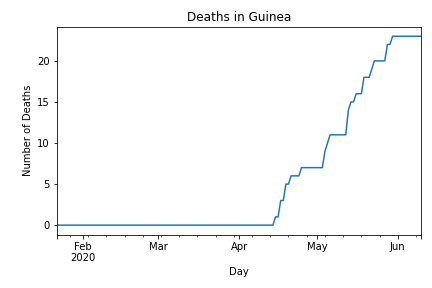 Deaths in Guinea
Number of Deaths
20
15
10
5
0
Feb
2020
Mar
Apr
May
Jun
Day